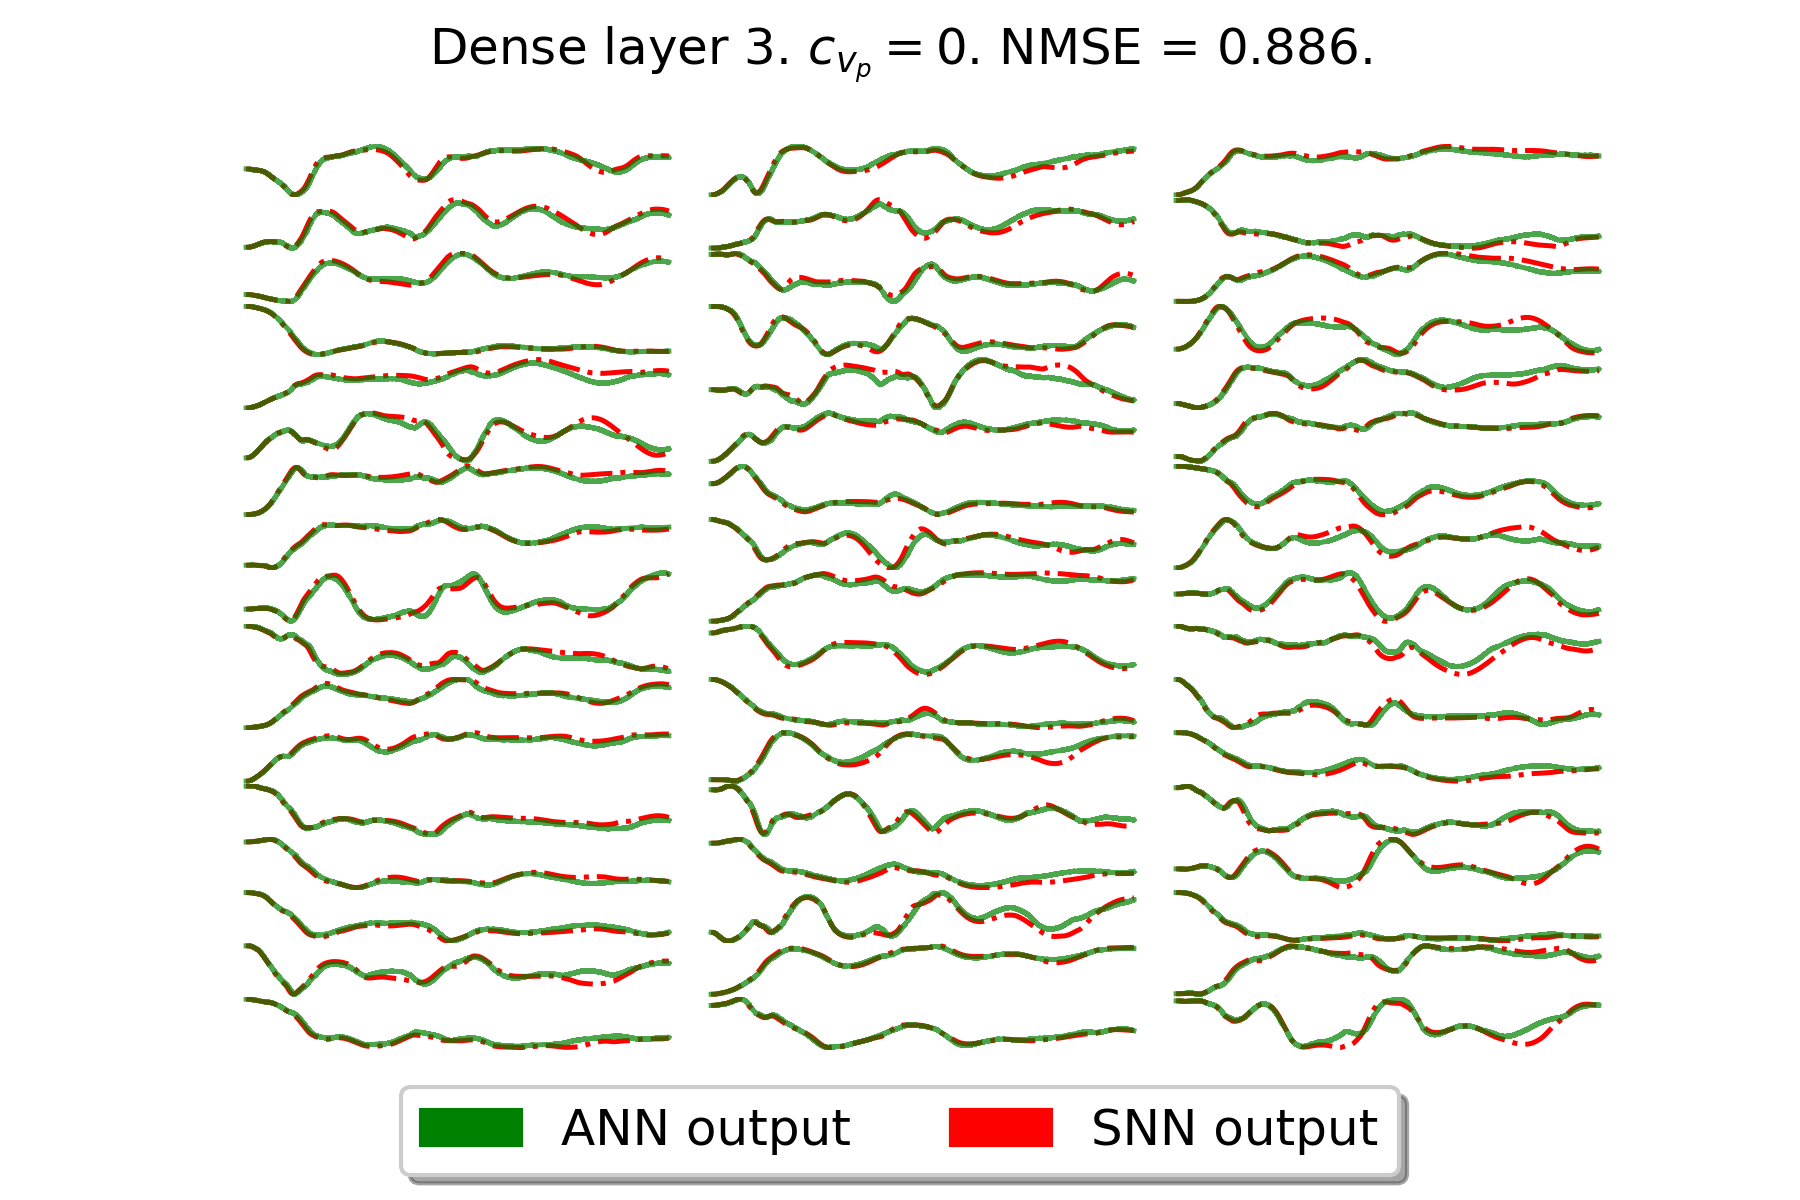 Dense layer 3. $c_{v_p} = 0$. NMSE = 0.886.
ANN output
SNN output